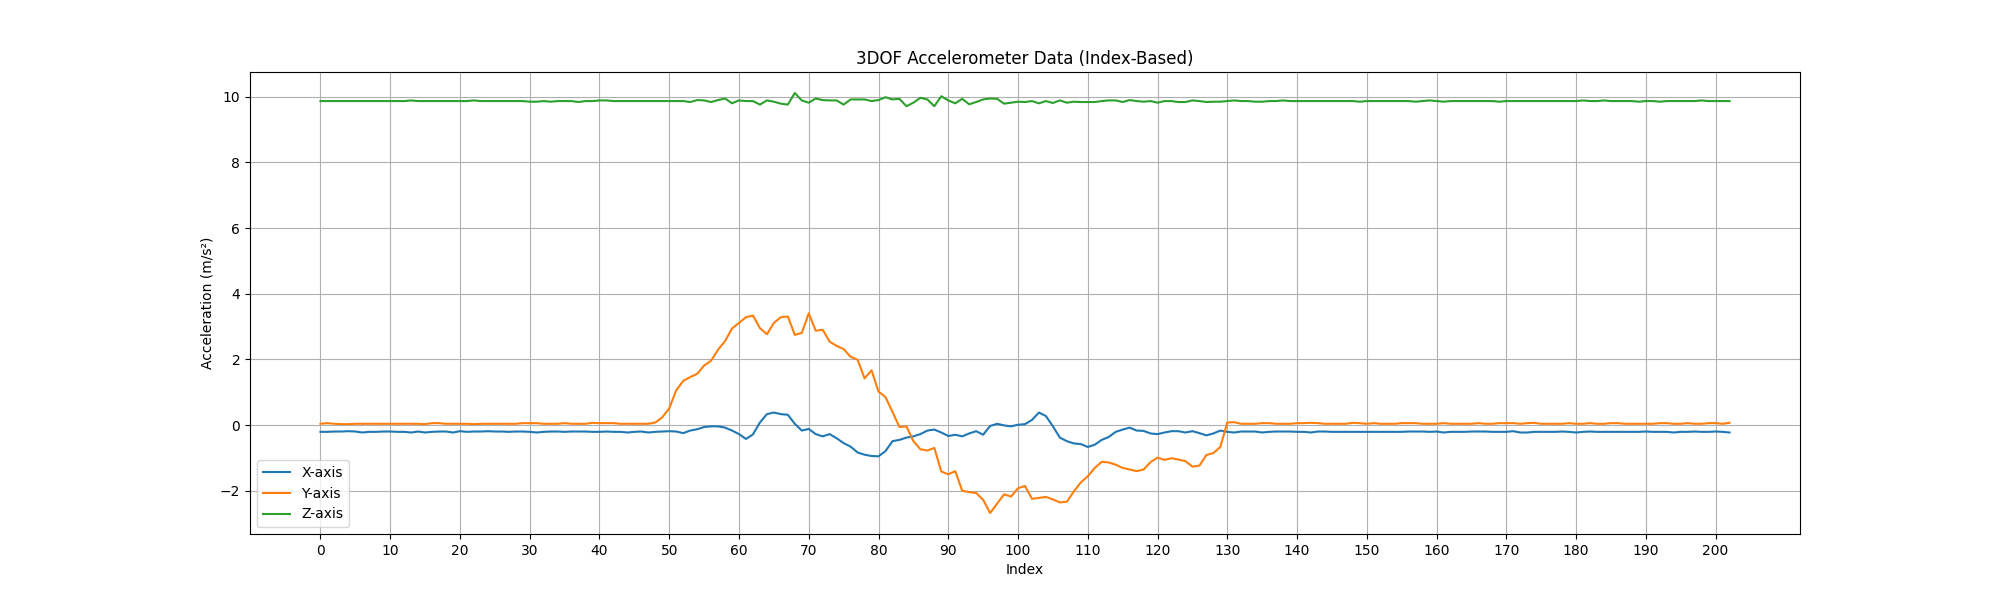 3DOF Accelerometer Data (Index-Based)
Acceleration (m/s²)
10
8
6
4
2
0
−2
X-axis
Y-axis
Z-axis
0 10 20 30 40 50 60 70 80 90 100 110 120 130 140 150 160 170 180 190 200
Index